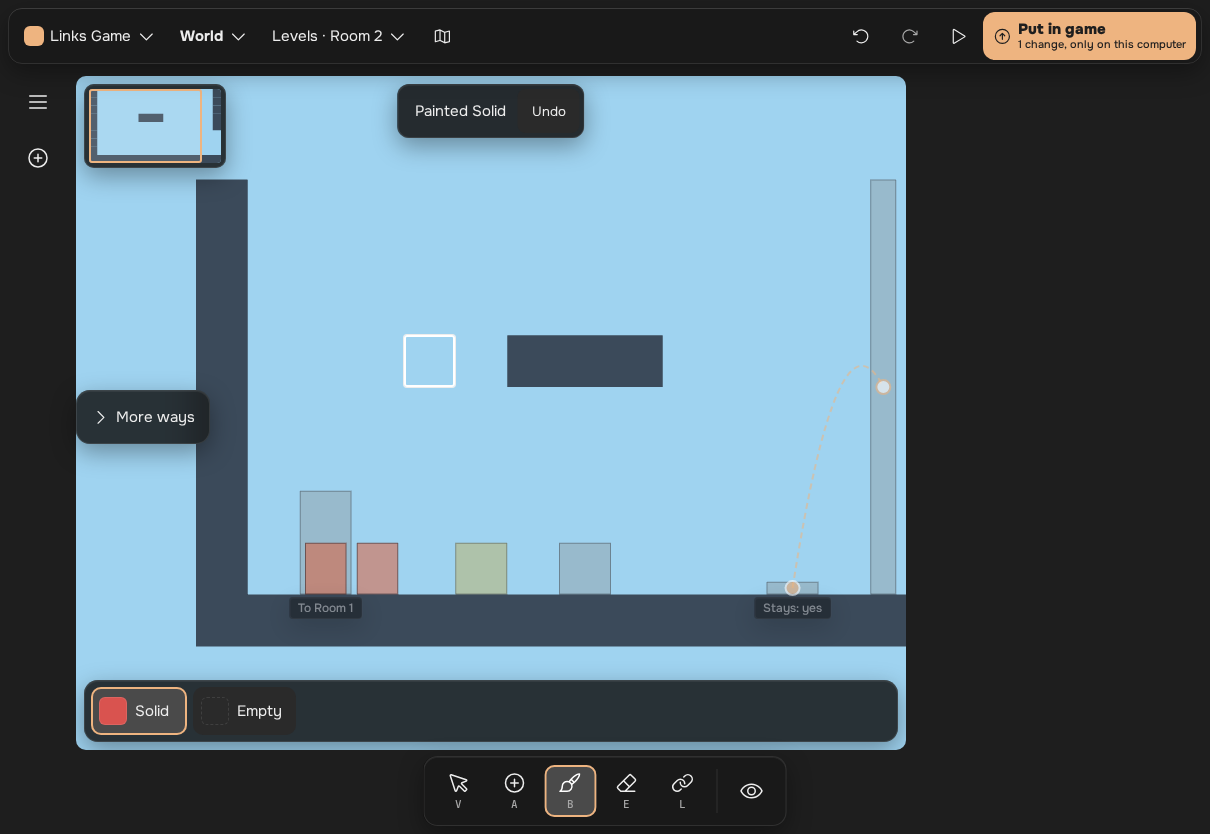 Links Game
World
Levels · Room 2
Put in game
1 change, only on this computer
Painted Solid
Undo
More ways
To Room 1
Stays: yes
Solid
Empty
V
A
B
E
L